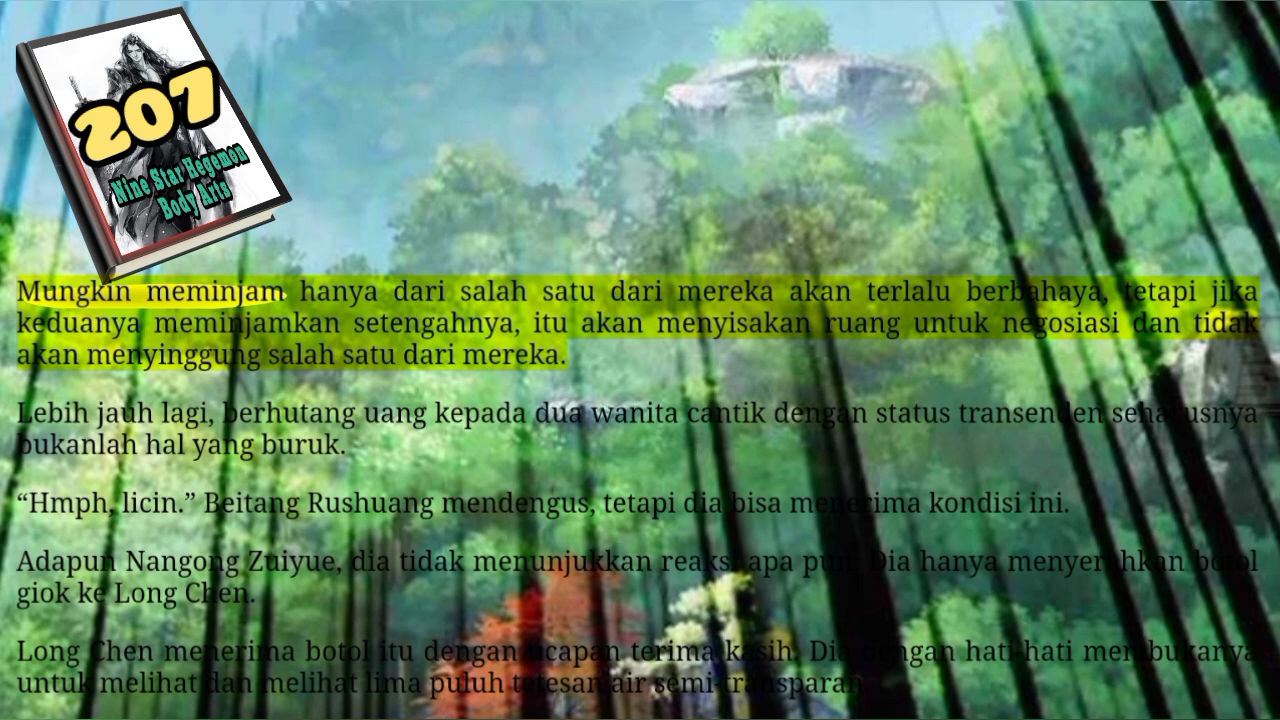 207
Nine Star Hegemon
Body Arts
Mungkin meminjam hanya dari salah satu dari mereka akan terlalu berbahaya, tetapi jika
keduanya meminjamkan setengahnya, itu akan menyisakan ruang untuk negosiasi dan tidak
akan menyinggung salah satu dari mereka.
Lebih jauh lagi, berhutang uang kepada dua wanita cantik dengan status transenden seharusnya
bukanlah hal yang buruk.
“Hmph, licin.” Beitang Rushuang mendengus, tetapi dia bisa menerima kondisi ini.
Adapun Nangong Zuiyue, dia tidak menunjukkan reaksi apa pun. Dia hanya menyerahkan botol
giok ke Long Chen.
Long Chen menerima botol itu dengan ucapan terima kasih. Dia dengan hati-hati membukanya
untuk melihat dan melihat lima puluh tetesan air semi-transparan